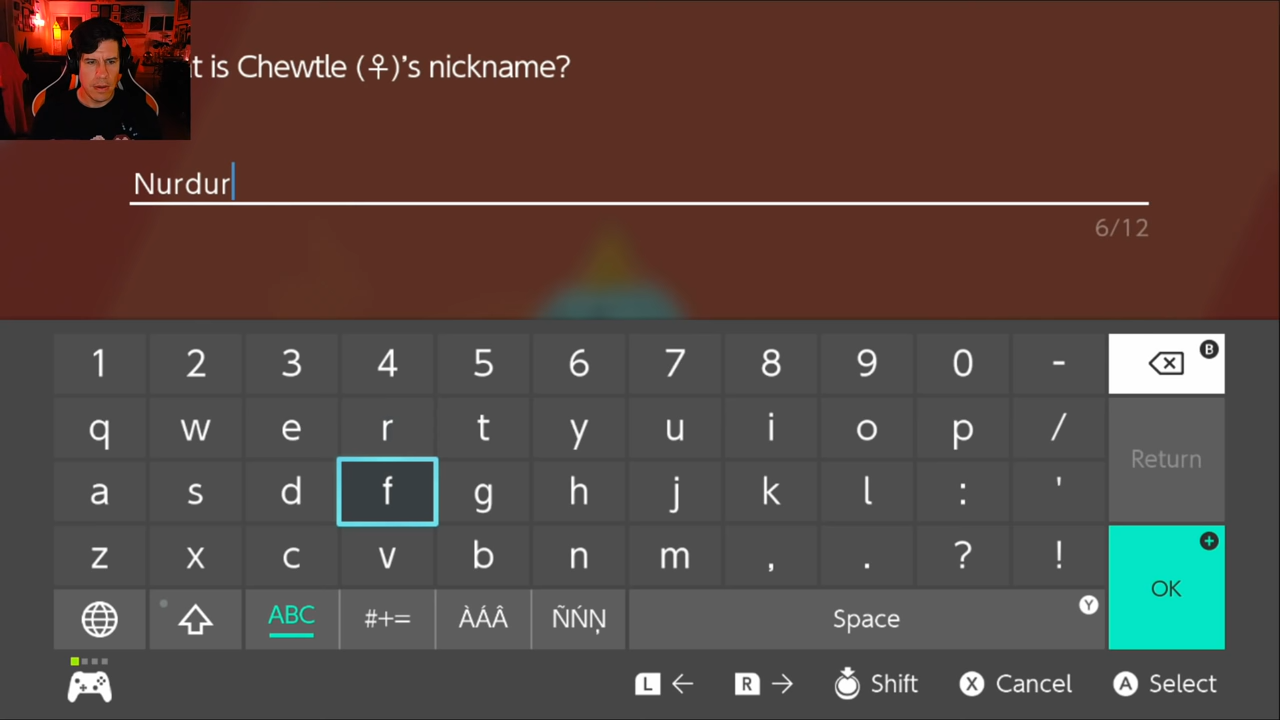 t is Chewtle (♀)'s nickname?
Nurdur
6/12
1 2 3 4 5 6 7 8 9 0 - B
q w e r t y u i o p /
Return
a s d f g h j k l : '
z x c v b n m , . ? ! +
OK
ABC #+= ÀÁÂ ÑŃŅ Space Y
L ← R → Shift X Cancel A Select